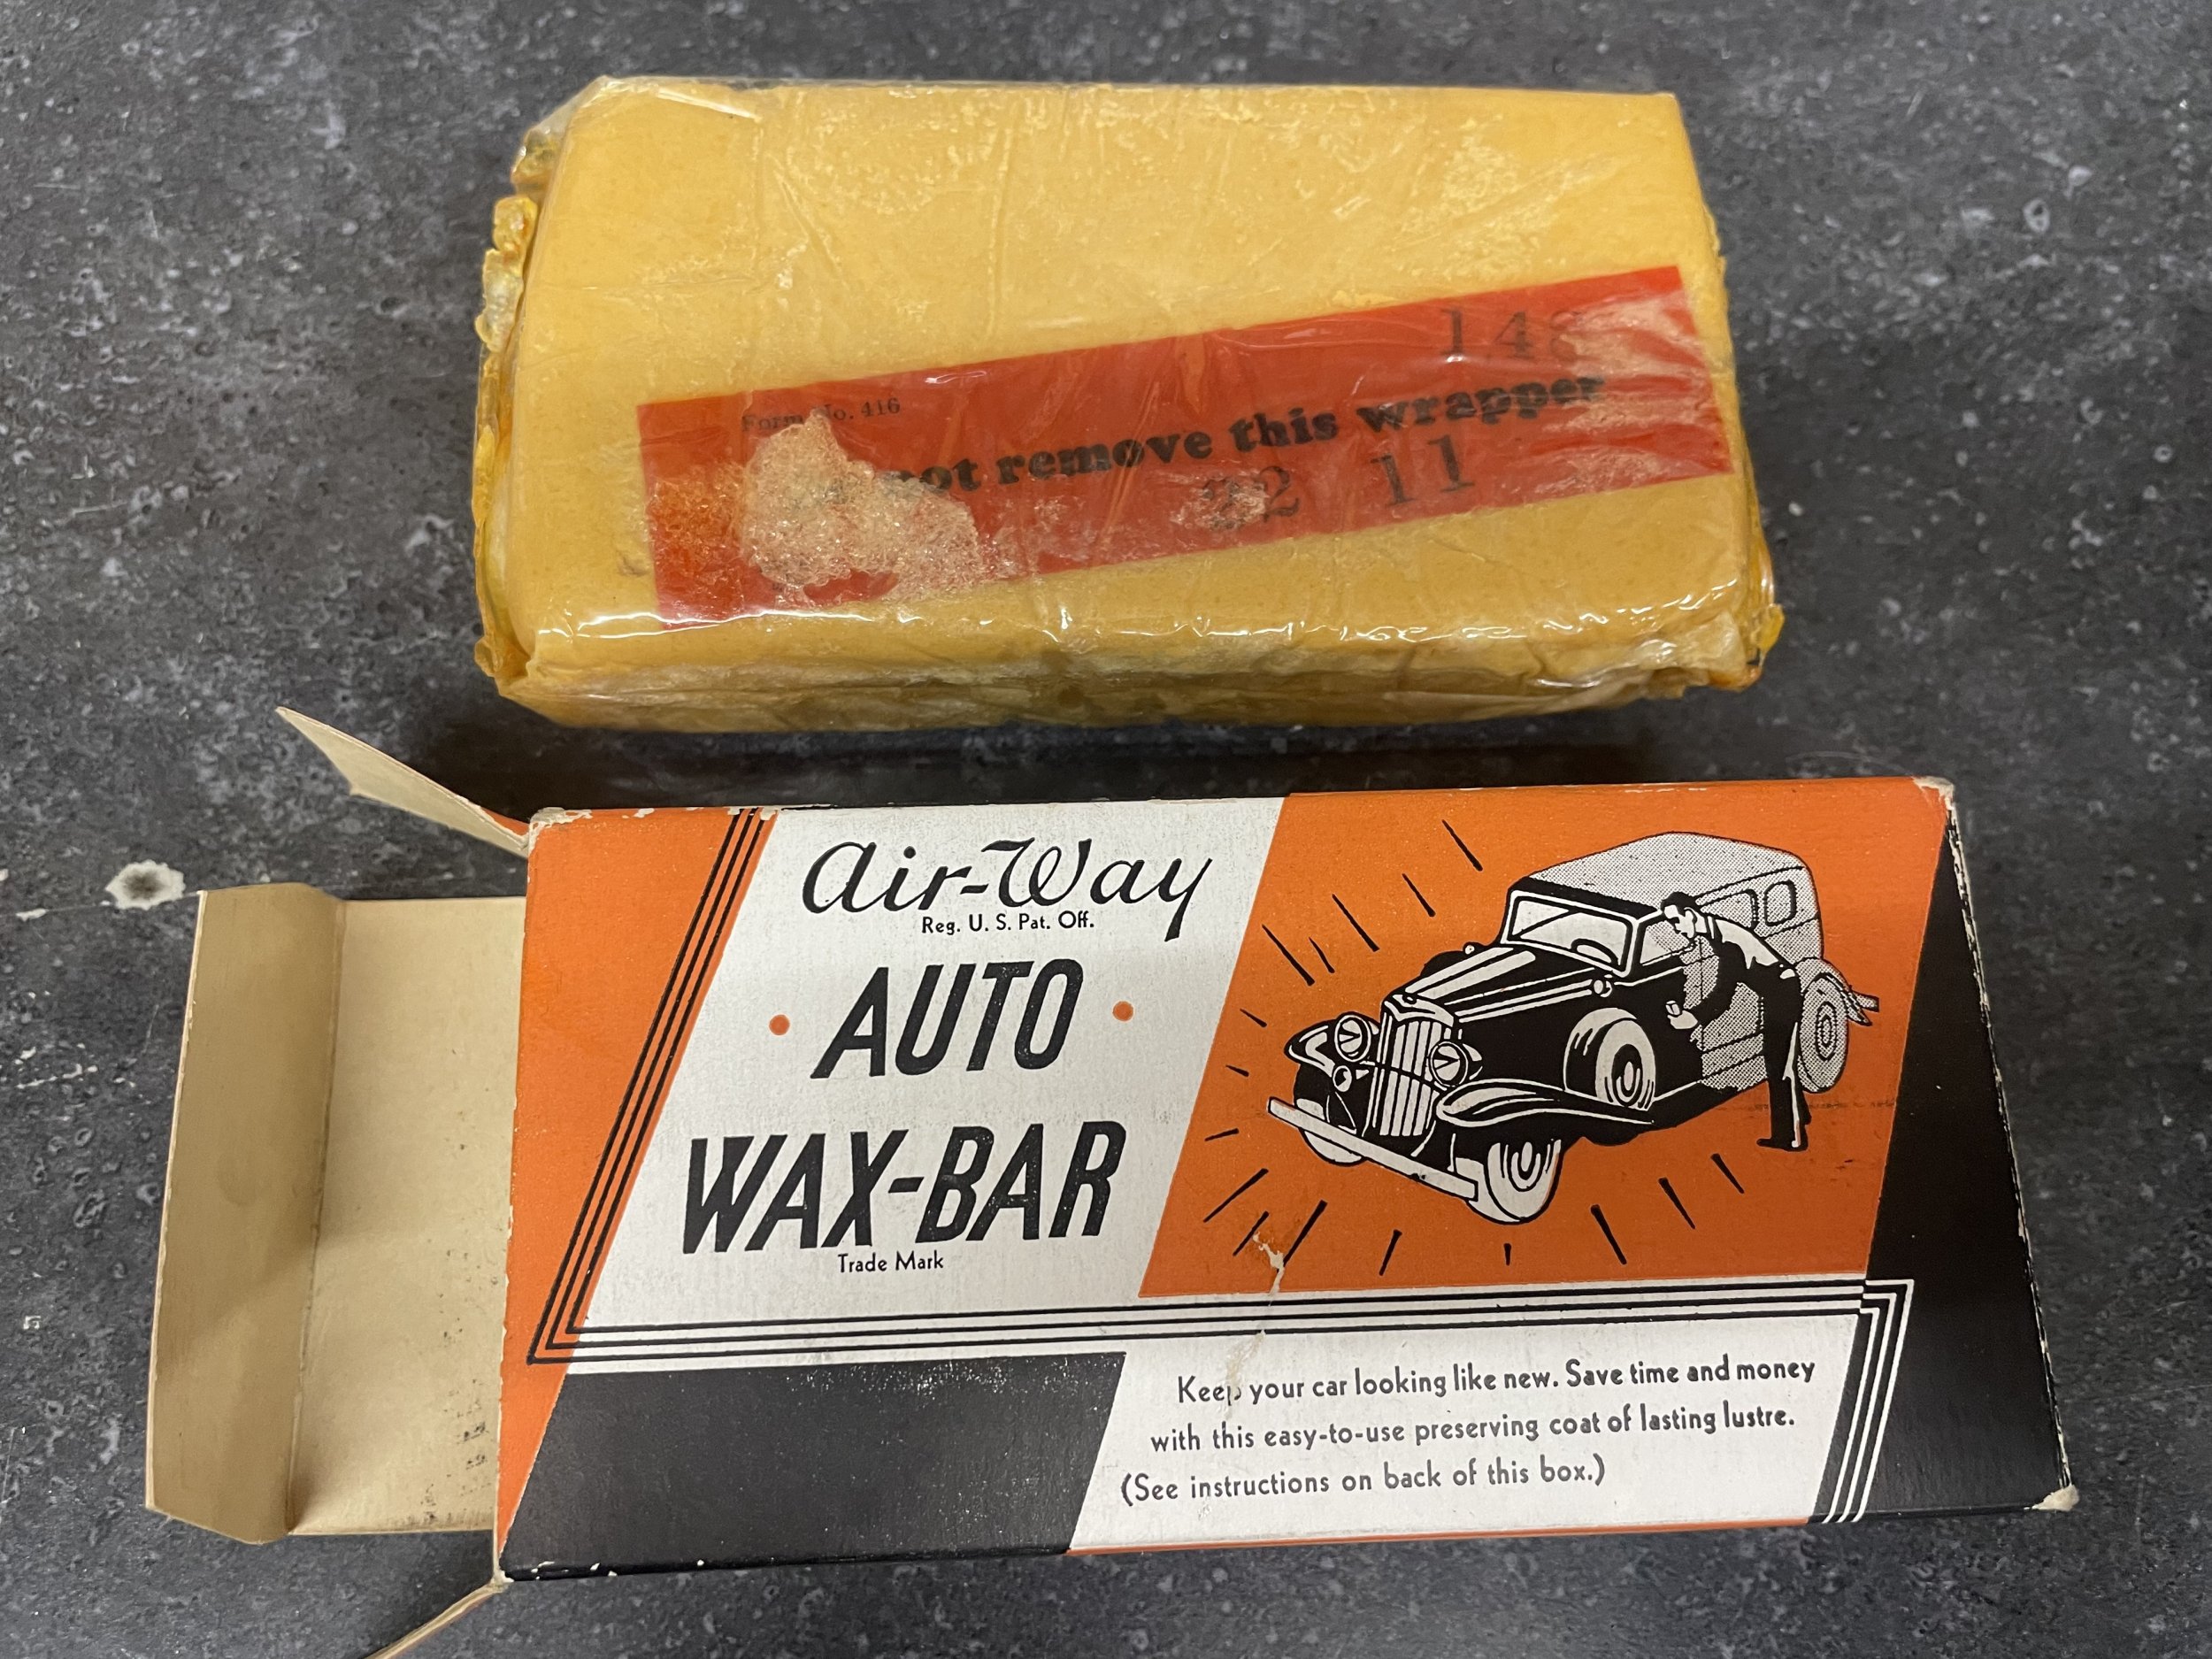 14
Form No. 416
not remove this wrapper
22 11
Air-Way
Reg. U. S. Pat. Off.
AUTO
WAX-BAR
Trade Mark
Keep your car looking like new. Save time and money
with this easy-to-use preserving coat of lasting lustre.
(See instructions on back of this box.)